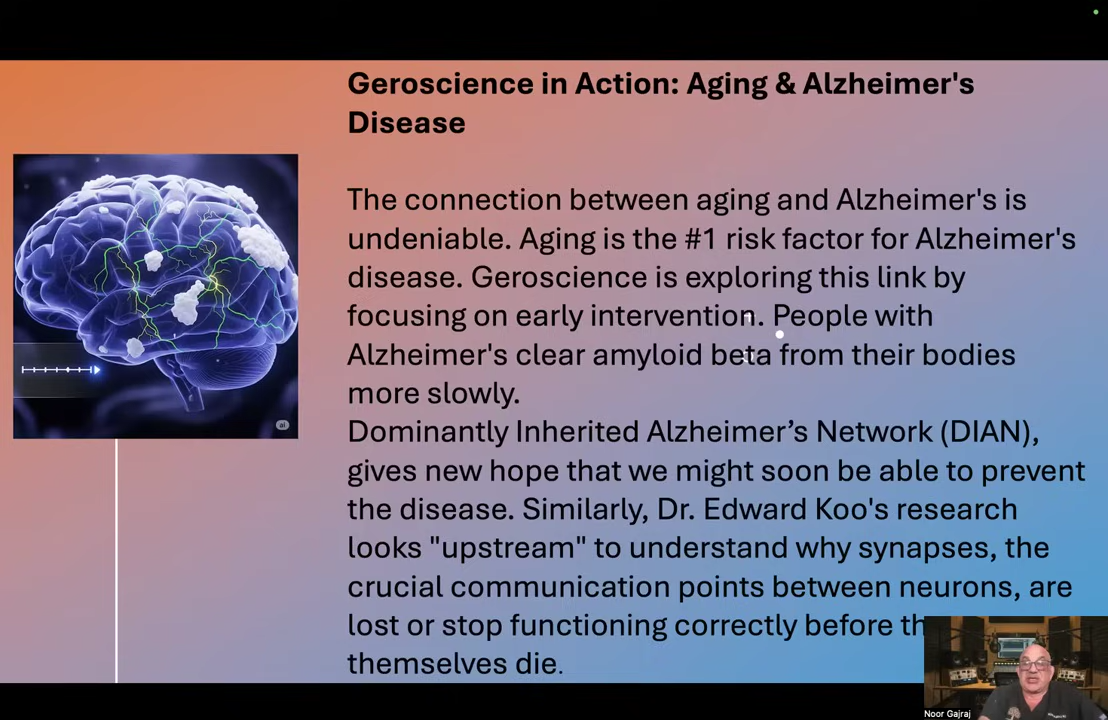 Geroscience in Action: Aging & Alzheimer's
Disease
The connection between aging and Alzheimer's is
undeniable. Aging is the #1 risk factor for Alzheimer's
disease. Geroscience is exploring this link by
focusing on early intervention. People with
Alzheimer's clear amyloid beta from their bodies
more slowly.
Dominantly Inherited Alzheimer’s Network (DIAN),
gives new hope that we might soon be able to prevent
the disease. Similarly, Dr. Edward Koo's research
looks "upstream" to understand why synapses, the
crucial communication points between neurons, are
lost or stop functioning correctly before
themselves die.
ai
Noor Gajraj